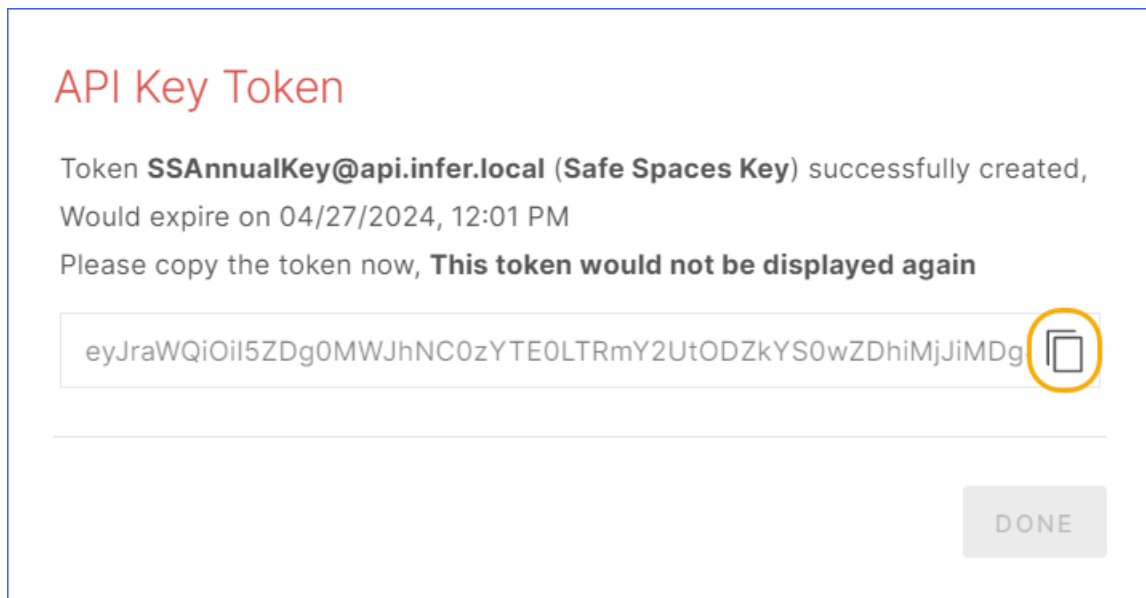 API Key Token
Token SSAnnualKey@api.infer.local (Safe Spaces Key) successfully created,
Would expire on 04/27/2024, 12:01 PM
Please copy the token now, This token would not be displayed again
eyJraWQiOiI5ZDg0MWJhNC0zYTE0LTRmY2UtODZkYS0wZDhiMjJiMDg
DONE